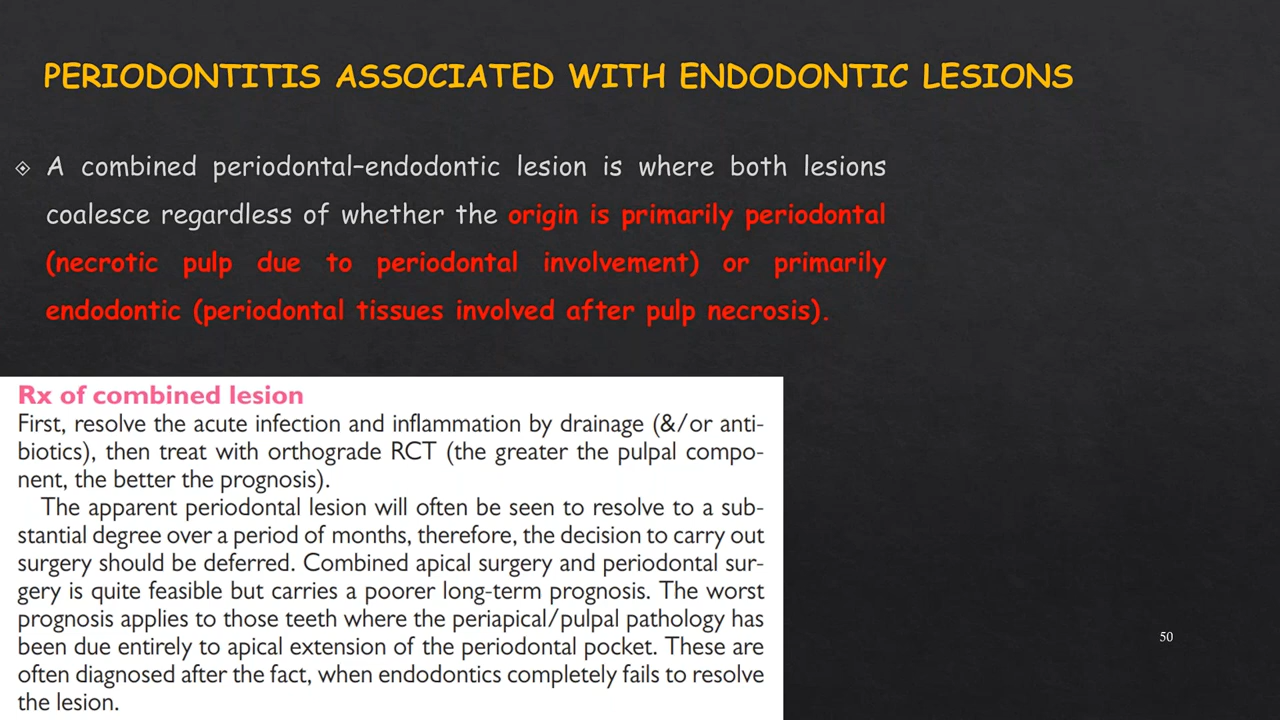 PERIODONTITIS ASSOCIATED WITH ENDODONTIC LESIONS
A combined periodontal–endodontic lesion is where both lesions
coalesce regardless of whether the origin is primarily periodontal
(necrotic pulp due to periodontal involvement) or primarily
endodontic (periodontal tissues involved after pulp necrosis).
Rx of combined lesion
First, resolve the acute infection and inflammation by drainage (&/or anti-
biotics), then treat with orthograde RCT (the greater the pulpal compo-
nent, the better the prognosis).
The apparent periodontal lesion will often be seen to resolve to a sub-
stantial degree over a period of months, therefore, the decision to carry out
surgery should be deferred. Combined apical surgery and periodontal sur-
gery is quite feasible but carries a poorer long-term prognosis. The worst
prognosis applies to those teeth where the periapical/pulpal pathology has
been due entirely to apical extension of the periodontal pocket. These are
often diagnosed after the fact, when endodontics completely fails to resolve
the lesion.
50